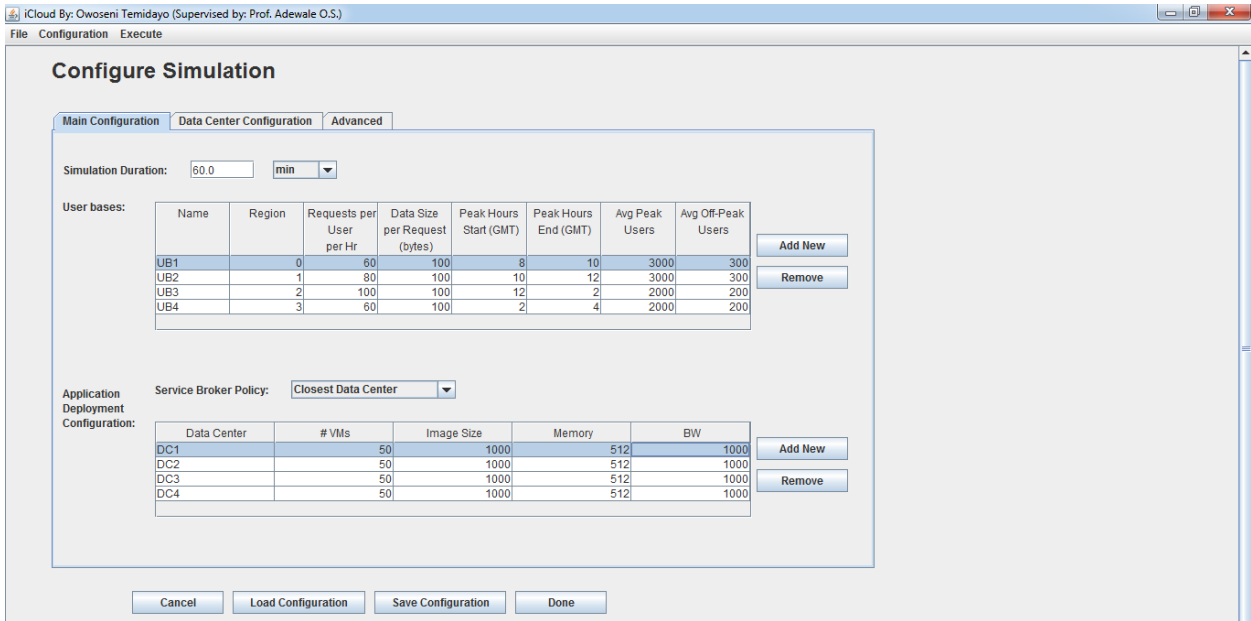 iCloud By: Owoseni Temidayo (Supervised by: Prof. Adewale O.S.)
File Configuration Execute
Configure Simulation
Main Configuration Data Center Configuration Advanced
Simulation Duration: 60.0 min
User bases:
Name Region Requests per User per Hr Data Size per Request (bytes) Peak Hours Start (GMT) Peak Hours End (GMT) Avg Peak Users Avg Off-Peak Users
UB1 0 60 100 8 10 3000 300
UB2 1 80 100 10 12 3000 300
UB3 2 100 100 12 2 2000 200
UB4 3 60 100 2 4 2000 200
Add New
Remove
Application Deployment Configuration:
Service Broker Policy: Closest Data Center
Data Center # VMs Image Size Memory BW
DC1 50 1000 512 1000
DC2 50 1000 512 1000
DC3 50 1000 512 1000
DC4 50 1000 512 1000
Add New
Remove
Cancel Load Configuration Save Configuration Done